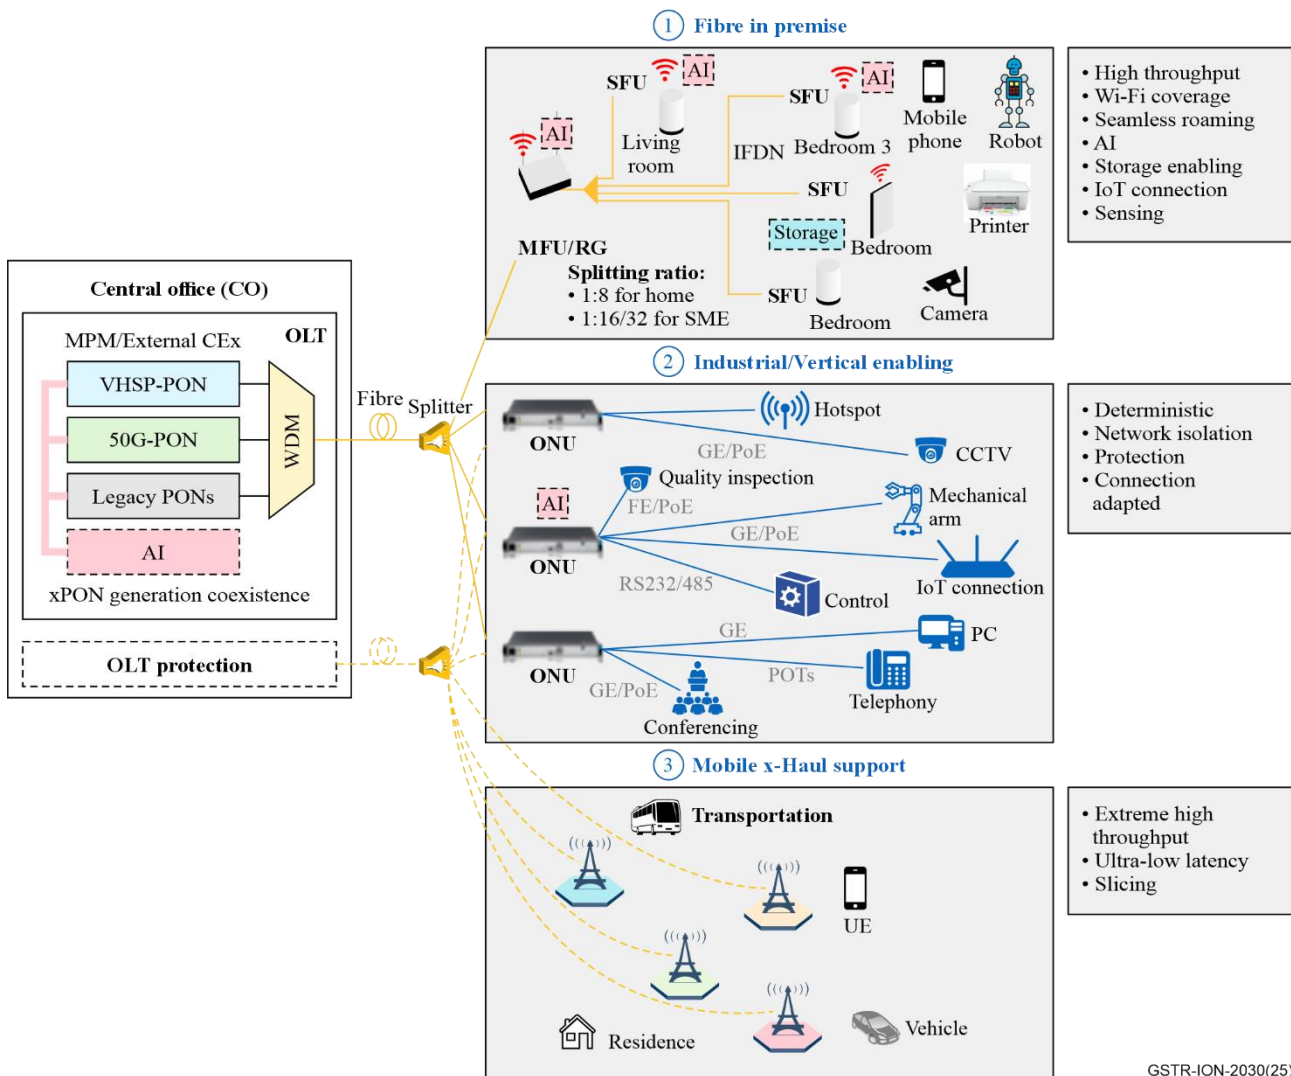 1 Fibre in premise
AI
SFU
AI
Living
room
SFU
AI
Bedroom 3
IFDN
Mobile
phone
Robot
SFU
Bedroom
Storage
Printer
MFU/RG
Splitting ratio:
• 1:8 for home
• 1:16/32 for SME
SFU
Bedroom
Camera
• High throughput
• Wi-Fi coverage
• Seamless roaming
• AI
• Storage enabling
• IoT connection
• Sensing
Central office (CO)
OLT
MPM/External CEx
VHSP-PON
50G-PON
Legacy PONs
AI
WDM
xPON generation coexistence
OLT protection
Fibre
Splitter
2 Industrial/Vertical enabling
ONU
Hotspot
GE/PoE
CCTV
Quality inspection
AI
FE/PoE
ONU
Mechanical
arm
GE/PoE
IoT connection
RS232/485
Control
GE
PC
ONU
POTs
Telephony
GE/PoE
Conferencing
• Deterministic
• Network isolation
• Protection
• Connection
adapted
3 Mobile x-Haul support
Transportation
UE
Residence
Vehicle
• Extreme high
throughput
• Ultra-low latency
• Slicing
GSTR-ION-2030(25)